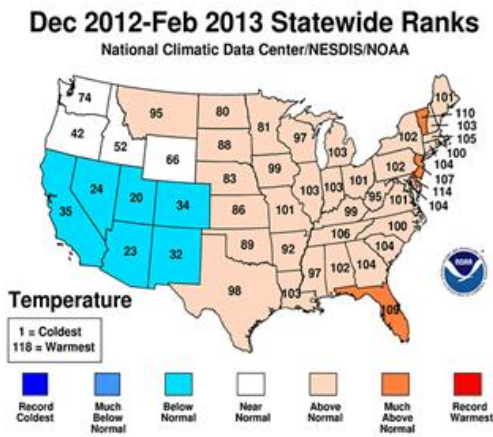 Dec 2012-Feb 2013 Statewide Ranks
National Climatic Data Center/NESDIS/NOAA
74
95
80
81
101
110
103
105
100
42
52
66
88
97
103
102
104
107
114
104
35
24
20
34
83
99
103
103
101
102
95
101
99
86
101
106
100
23
32
89
92
104
98
103
97
102
104
109
NOAA
Temperature
1 = Coldest
118 = Warmest
Record
Coldest
Much
Below
Normal
Below
Normal
Near
Normal
Above
Normal
Much
Above
Normal
Record
Warmest